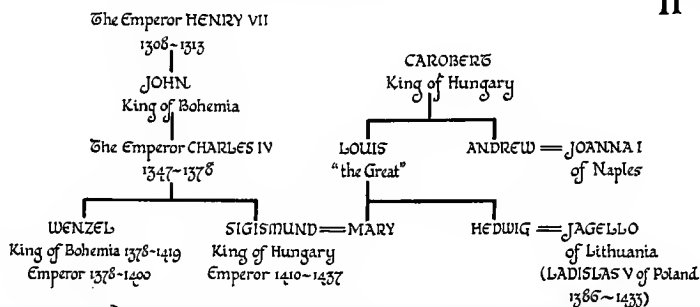 II
The Emperor HENRY VII
1308~1313
JOHN
King of Bohemia
The Emperor CHARLES IV
1347~1378
WENZEL
King of Bohemia 1378~1419
Emperor 1378~1400
SIGISMUND
King of Hungary
Emperor 1410~1437
CAROBERT
King of Hungary
LOUIS
"the Great"
ANDREW
JOANNA I
of Naples
MARY
HEDWIG
JAGELLO
of Lithuania
(LADISLAS V of Poland
1386~1433)